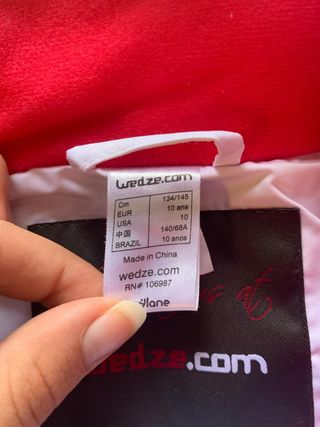 wedze.com
Cm 134/145
EUR 10 ans
USA 10
中国 140/68A
BRAZIL 10 anos
Made in China
wedze.com
RN# 106987
.com